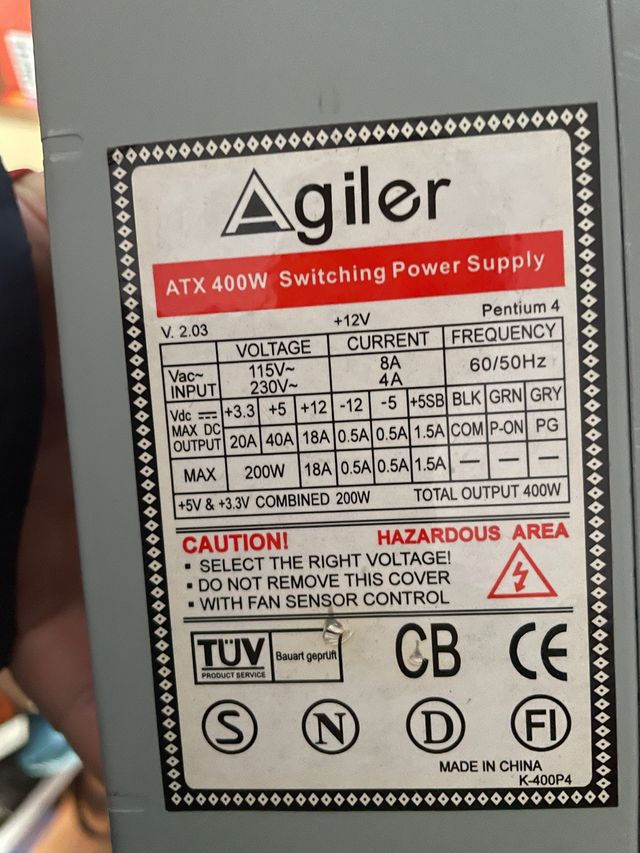 Agiler
ATX 400W Switching Power Supply
V. 2.03 +12V Pentium 4
VOLTAGE CURRENT FREQUENCY
Vac~ INPUT 115V~ 230V~ 8A 4A 60/50Hz
Vdc MAX DC OUTPUT +3.3 +5 +12 -12 -5 +5SB BLK GRN GRY
20A 40A 18A 0.5A 0.5A 1.5A COM P-ON PG
MAX 200W 18A 0.5A 0.5A 1.5A — — —
+5V & +3.3V COMBINED 200W TOTAL OUTPUT 400W
CAUTION! HAZARDOUS AREA
▪ SELECT THE RIGHT VOLTAGE!
▪ DO NOT REMOVE THIS COVER
▪ WITH FAN SENSOR CONTROL
TÜV PRODUCT SERVICE Bauart geprüft CB CE
S N D FI
MADE IN CHINA
K-400P4